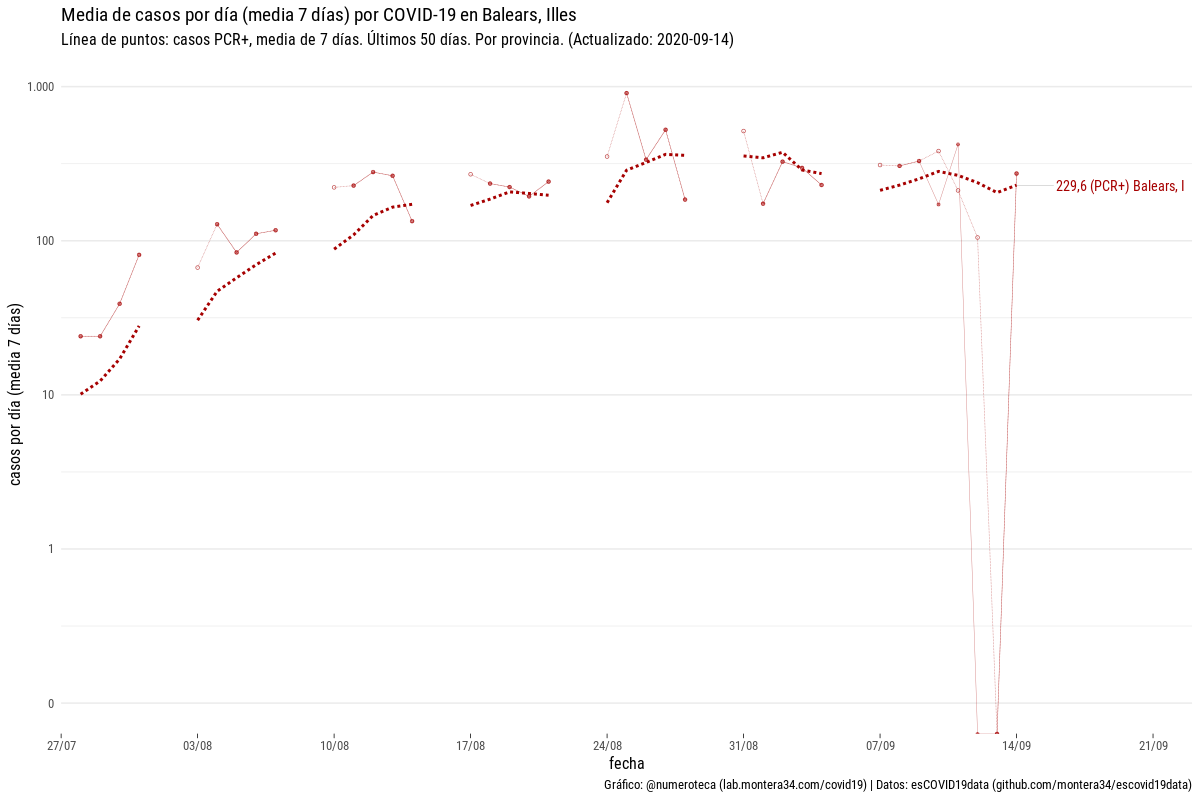 Media de casos por día (media 7 días) por COVID-19 en Balears, Illes
Línea de puntos: casos PCR+, media de 7 días. Últimos 50 días. Por provincia. (Actualizado: 2020-09-14)
1.000
100
10
1
0
casos por día (media 7 días)
229,6 (PCR+) Balears, I
27/07 03/08 10/08 17/08 24/08 31/08 07/09 14/09 21/09
fecha
Gráfico: @numeroteca (lab.montera34.com/covid19) | Datos: esCOVID19data (github.com/montera34/escovid19data)